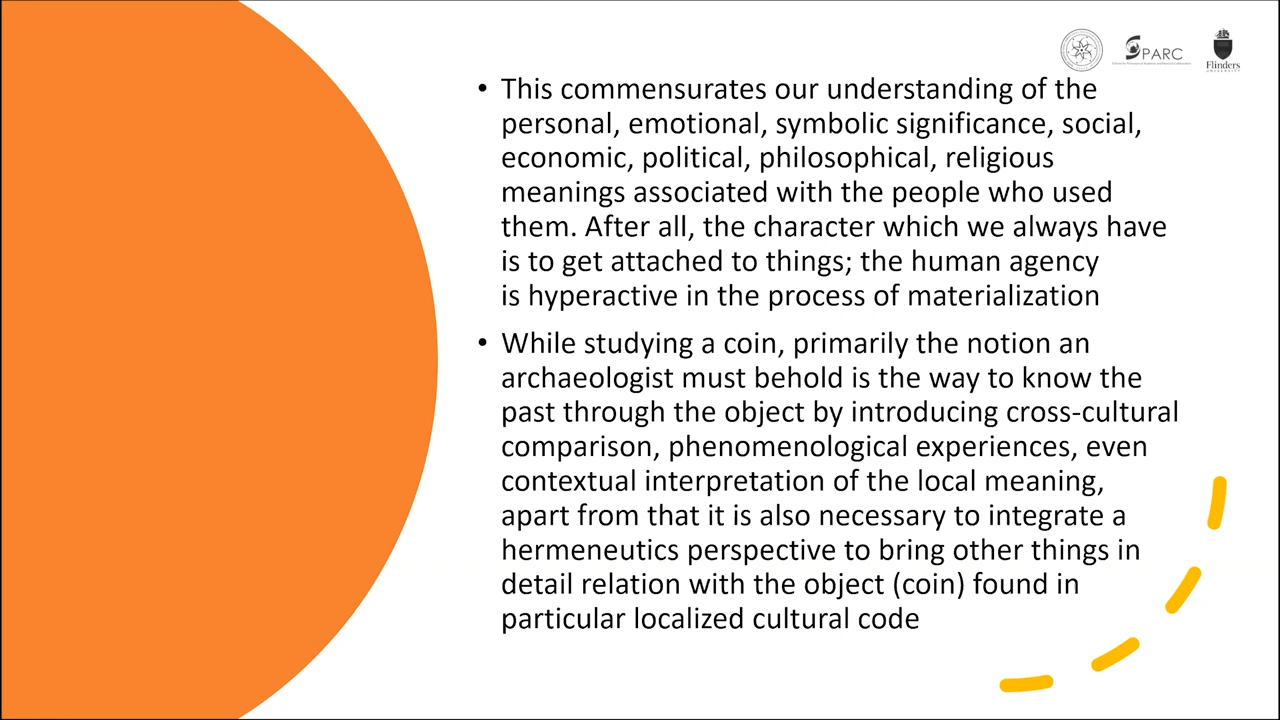 SPARC
Flinders
UNIVERSITY
• This commensurates our understanding of the
personal, emotional, symbolic significance, social,
economic, political, philosophical, religious
meanings associated with the people who used
them. After all, the character which we always have
is to get attached to things; the human agency
is hyperactive in the process of materialization
• While studying a coin, primarily the notion an
archaeologist must behold is the way to know the
past through the object by introducing cross-cultural
comparison, phenomenological experiences, even
contextual interpretation of the local meaning,
apart from that it is also necessary to integrate a
hermeneutics perspective to bring other things in
detail relation with the object (coin) found in
particular localized cultural code